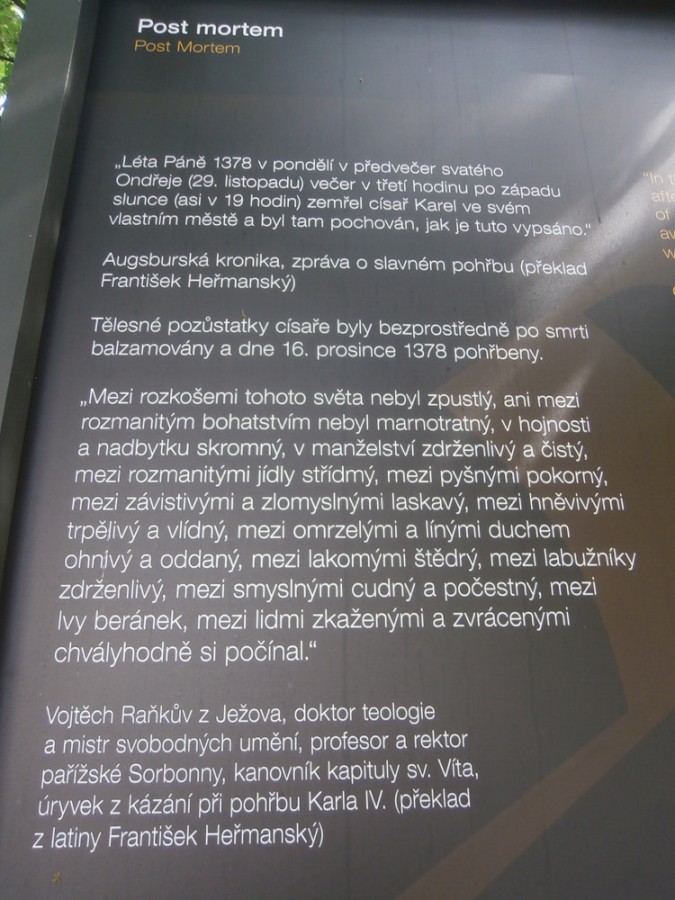 Post mortem
Post Mortem
„Léta Páně 1378 v pondělí v předvečer svatého
Ondřeje (29. listopadu) večer v třetí hodinu po západu
slunce (asi v 19 hodin) zemřel císař Karel ve svém
vlastním městě a byl tam pochován, jak je tuto vypsáno.“
Augsburská kronika, zpráva o slavném pohřbu (překlad
František Heřmanský)
Tělesné pozůstatky císaře byly bezprostředně po smrti
balzamovány a dne 16. prosince 1378 pohřbeny.
„Mezi rozkošemi tohoto světa nebyl zpustlý, ani mezi
rozmanitým bohatstvím nebyl marnotratný, v hojnosti
a nadbytku skromný, v manželství zdrženlivý a čistý,
mezi rozmanitými jídly střídmý, mezi pyšnými pokorný,
mezi závistivými a zlomyslnými laskavý, mezi hněvivými
trpělivý a vlídný, mezi omrzelými a línými duchem
ohnivý a oddaný, mezi lakomými štědrý, mezi labužníky
zdrženlivý, mezi smyslnými cudný a počestný, mezi
lvy beránek, mezi lidmi zkaženými a zvrácenými
chvályhodně si počínal.“
Vojtěch Raňkův z Ježova, doktor teologie
a mistr svobodných umění, profesor a rektor
pařížské Sorbonny, kanovník kapituly sv. Víta,
úryvek z kázání při pohřbu Karla IV. (překlad
z latiny František Heřmanský)
"In
of